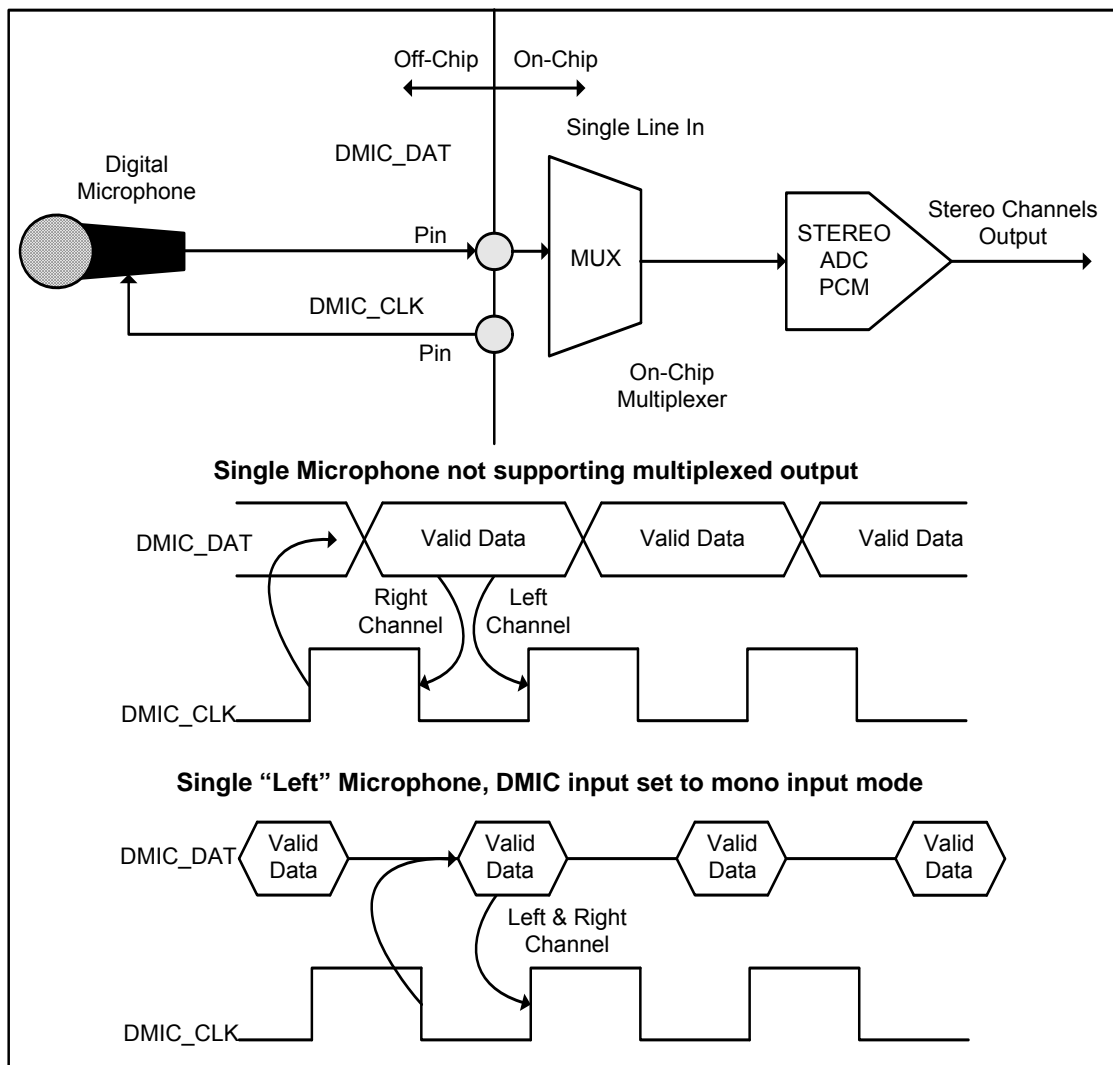 Off-Chip
On-Chip
Single Line In
DMIC_DAT
Digital
Microphone
Pin
MUX
STEREO
ADC
PCM
Stereo Channels
Output
DMIC_CLK
Pin
On-Chip
Multiplexer
Single Microphone not supporting multiplexed output
DMIC_DAT
Valid Data
Valid Data
Valid Data
Right
Channel
Left
Channel
DMIC_CLK
Single “Left” Microphone, DMIC input set to mono input mode
DMIC_DAT
Valid
Data
Valid
Data
Valid
Data
Valid
Data
Left & Right
Channel
DMIC_CLK